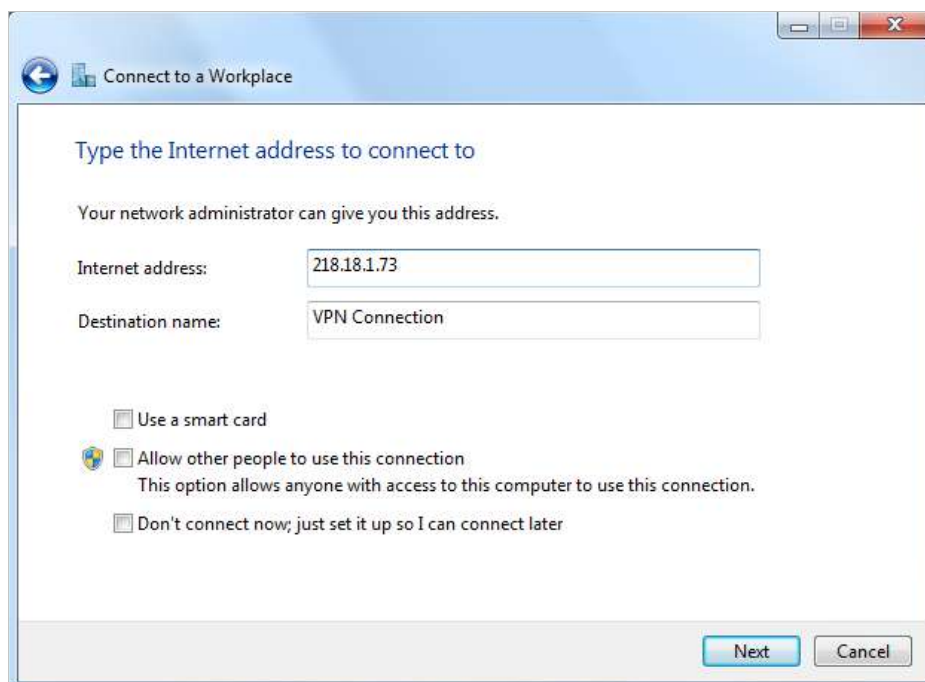 Connect to a Workplace
Type the Internet address to connect to
Your network administrator can give you this address.
Internet address: 218.18.1.73
Destination name: VPN Connection
Use a smart card
Allow other people to use this connection
This option allows anyone with access to this computer to use this connection.
Don't connect now; just set it up so I can connect later
Next Cancel